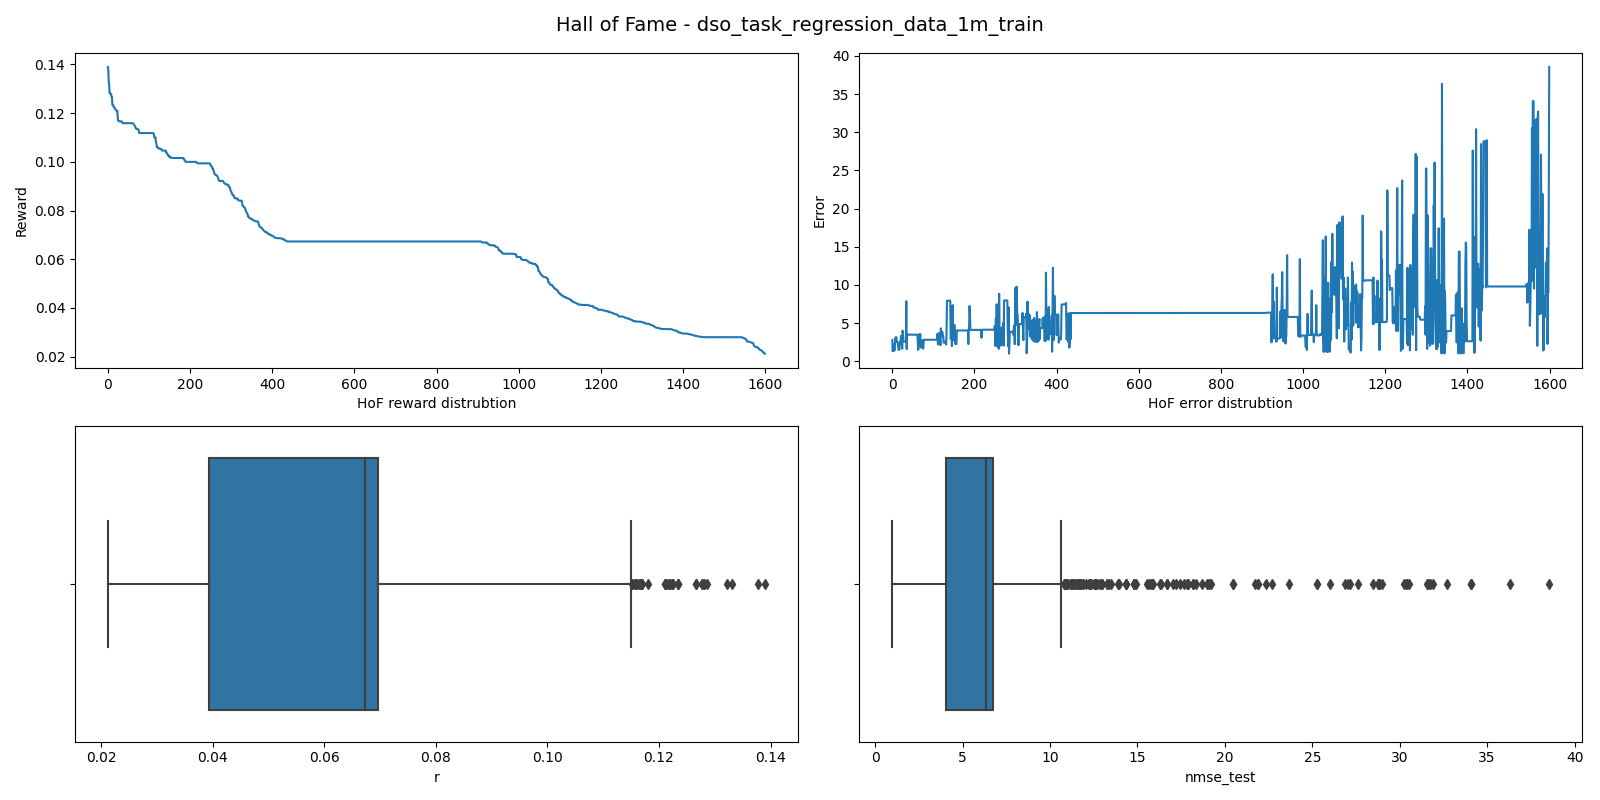 Hall of Fame - dso_task_regression_data_1m_train
Reward
0.14
0.12
0.10
0.08
0.06
0.04
0.02
0 200 400 600 800 1000 1200 1400 1600
HoF reward distrubtion
Error
40
35
30
25
20
15
10
5
0
0 200 400 600 800 1000 1200 1400 1600
HoF error distrubtion
0.02 0.04 0.06 0.08 0.10 0.12 0.14
r
0 5 10 15 20 25 30 35 40
nmse_test